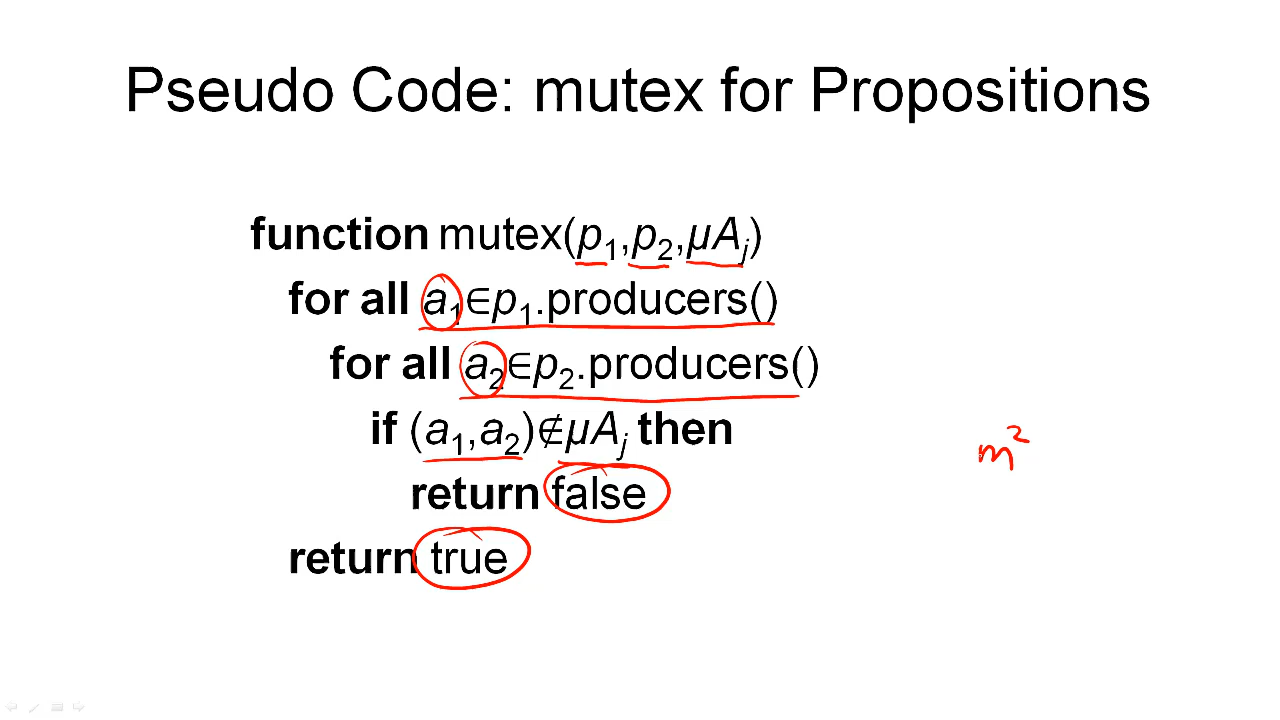 Pseudo Code: mutex for Propositions
function mutex(p₁,p₂,μAⱼ)
for all a₁∈p₁.producers()
for all a₂∈p₂.producers()
if (a₁,a₂)∉μAⱼ then
m²
return false
return true